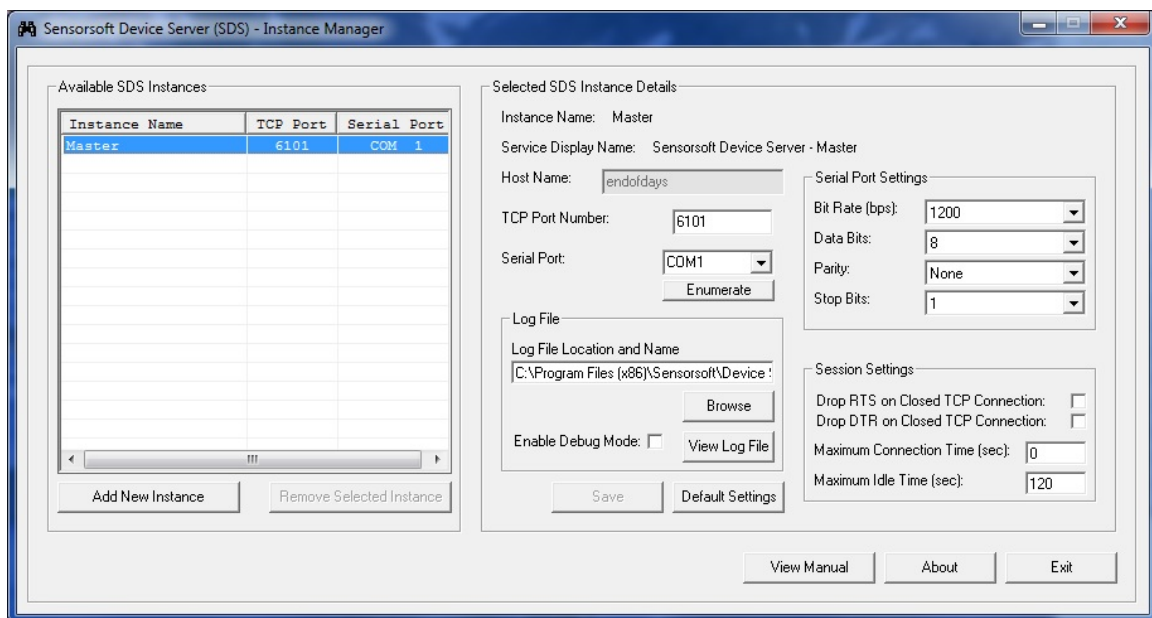 Sensorsoft Device Server (SDS) - Instance Manager
Available SDS Instances
Instance Name TCP Port Serial Port
Master 6101 COM 1
Add New Instance Remove Selected Instance
Selected SDS Instance Details
Instance Name: Master
Service Display Name: Sensorsoft Device Server - Master
Host Name: endofdays
TCP Port Number: 6101
Serial Port: COM1
Enumerate
Log File
Log File Location and Name
C:\Program Files (x86)\Sensorsoft\Device
Browse
Enable Debug Mode: View Log File
Save Default Settings
Serial Port Settings
Bit Rate (bps): 1200
Data Bits: 8
Parity: None
Stop Bits: 1
Session Settings
Drop RTS on Closed TCP Connection:
Drop DTR on Closed TCP Connection:
Maximum Connection Time (sec): 0
Maximum Idle Time (sec): 120
View Manual About Exit